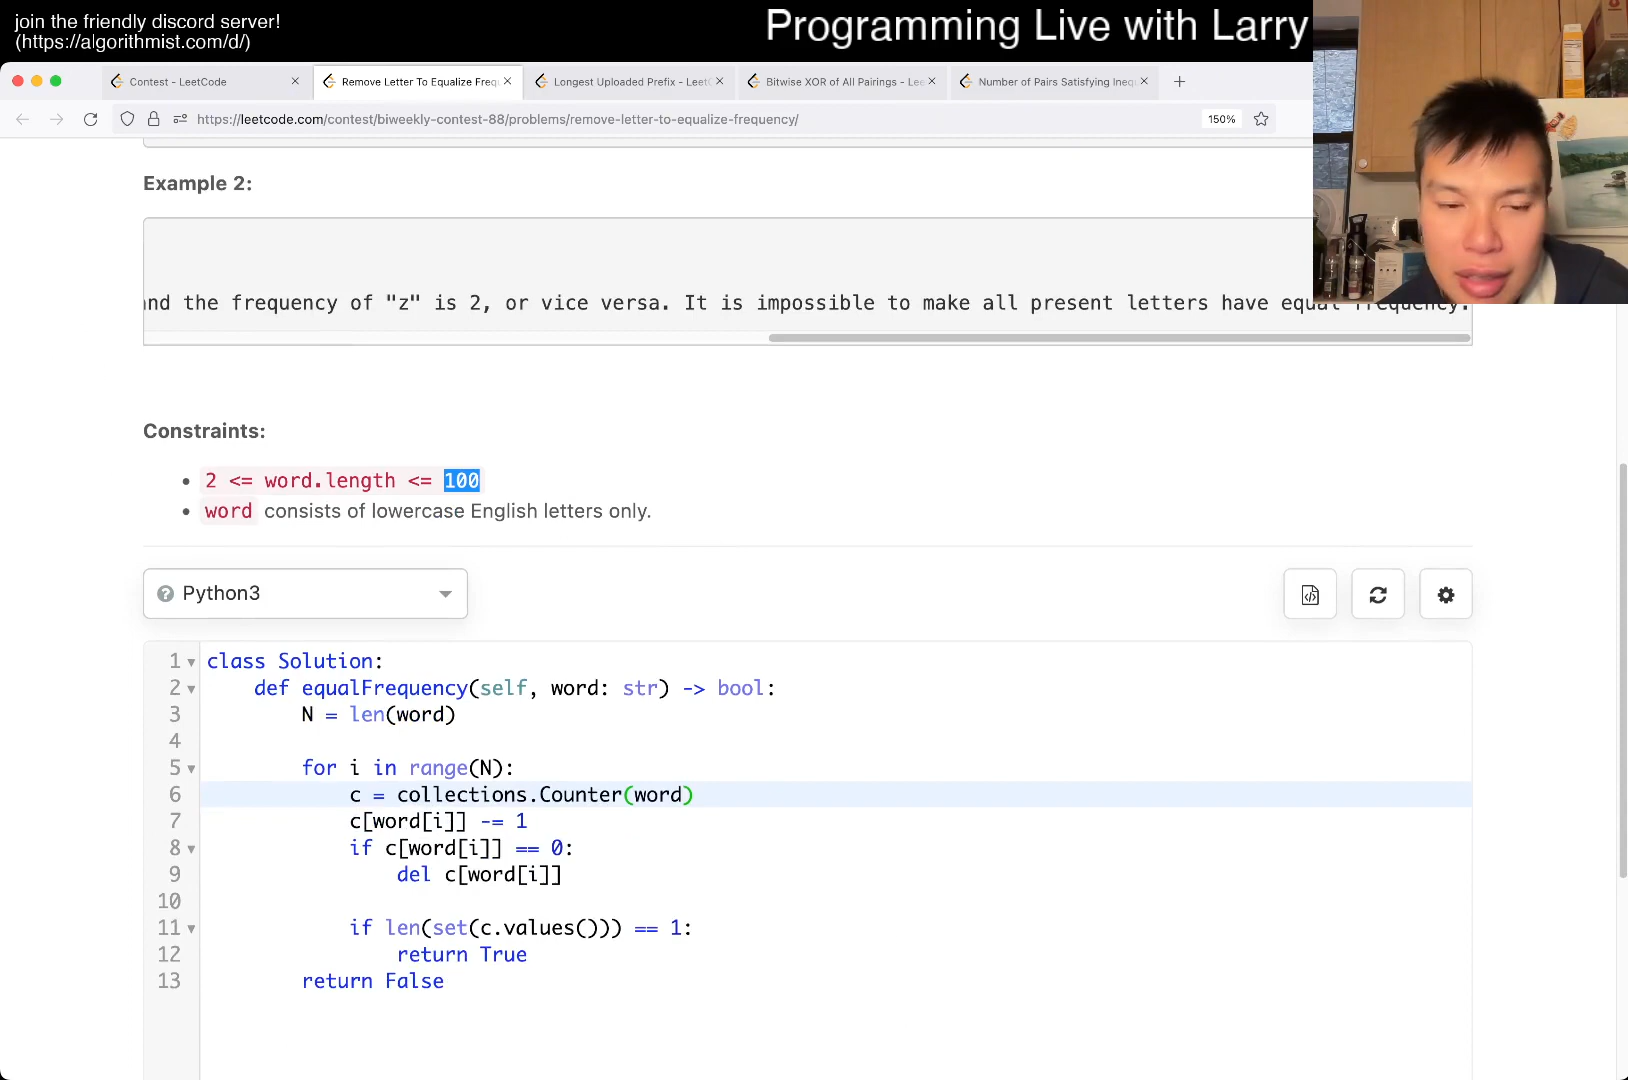 join the friendly discord server!
(https://algorithmist.com/d/)
Programming Live with Larry
Contest - LeetCode
Remove Letter To Equalize Freq
Longest Uploaded Prefix - LeetC
Bitwise XOR of All Pairings - Lee
Number of Pairs Satisfying Inequ
https://leetcode.com/contest/biweekly-contest-88/problems/remove-letter-to-equalize-frequency/
150%
Example 2:
nd the frequency of "z" is 2, or vice versa. It is impossible to make all present letters have equal frequency.
Constraints:
2 <= word.length <= 100
word consists of lowercase English letters only.
Python3
1 class Solution:
2 def equalFrequency(self, word: str) -> bool:
3 N = len(word)
4
5 for i in range(N):
6 c = collections.Counter(word)
7 c[word[i]] -= 1
8 if c[word[i]] == 0:
9 del c[word[i]]
10
11 if len(set(c.values())) == 1:
12 return True
13 return False